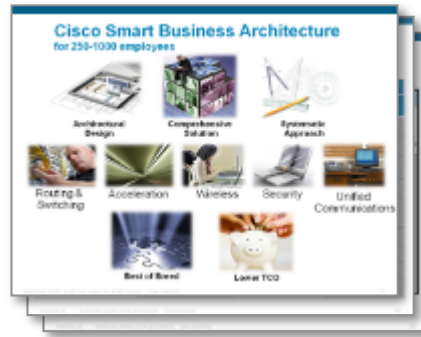 Cisco Smart Business Architecture
for 250-1000 employees
Architectural
Design
Comprehensive
Solution
Systematic
Approach
Routing &
Switching
Acceleration
Wireless
Security
Unified
Communications
Best of Breed
Lower TCO